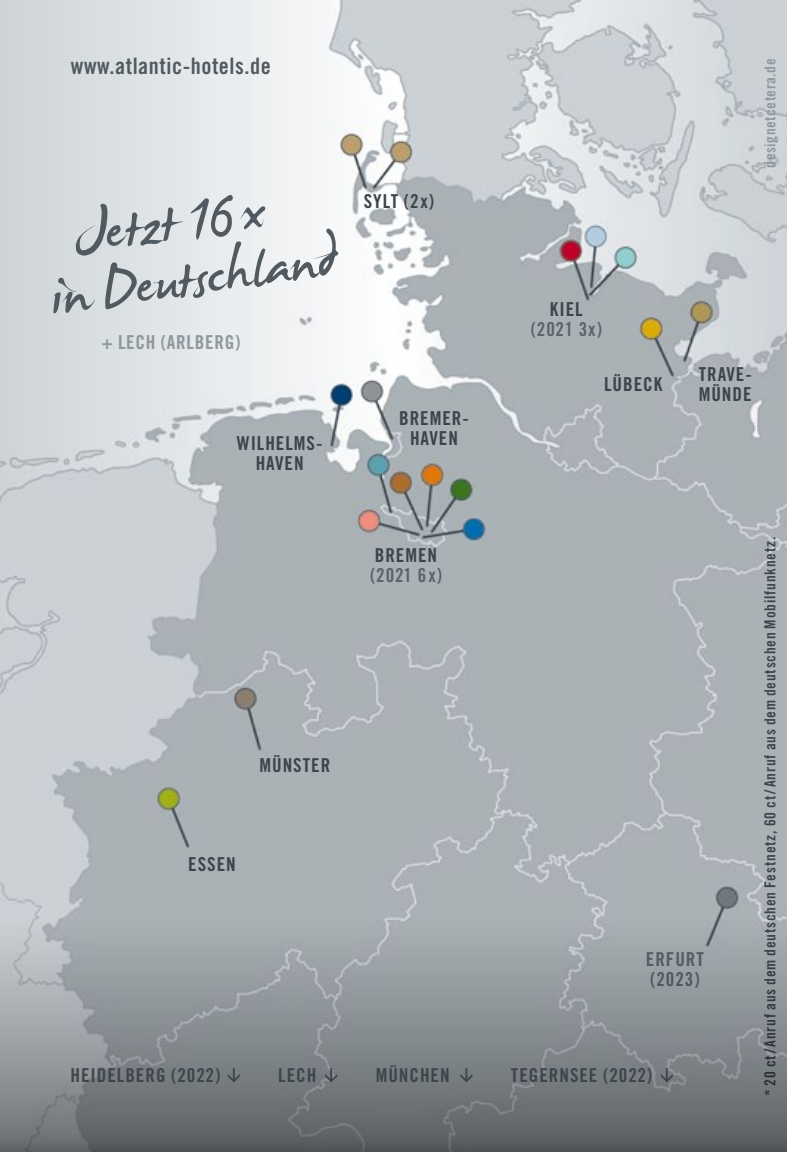 www.atlantic-hotels.de
designetcetera.de
SYLT (2x)
Jetzt 16 x
in Deutschland
+ LECH (ARLBERG)
KIEL
(2021 3x)
LÜBECK
TRAVE-
MÜNDE
WILHELMS-
HAVEN
BREMER-
HAVEN
BREMEN
(2021 6x)
MÜNSTER
ESSEN
ERFURT
(2023)
HEIDELBERG (2022) ↓ LECH ↓ MÜNCHEN ↓ TEGERNSEE (2022) ↓
* 20 ct/Anruf aus dem deutschen Festnetz, 60 ct/Anruf aus dem deutschen Mobilfunknetz.